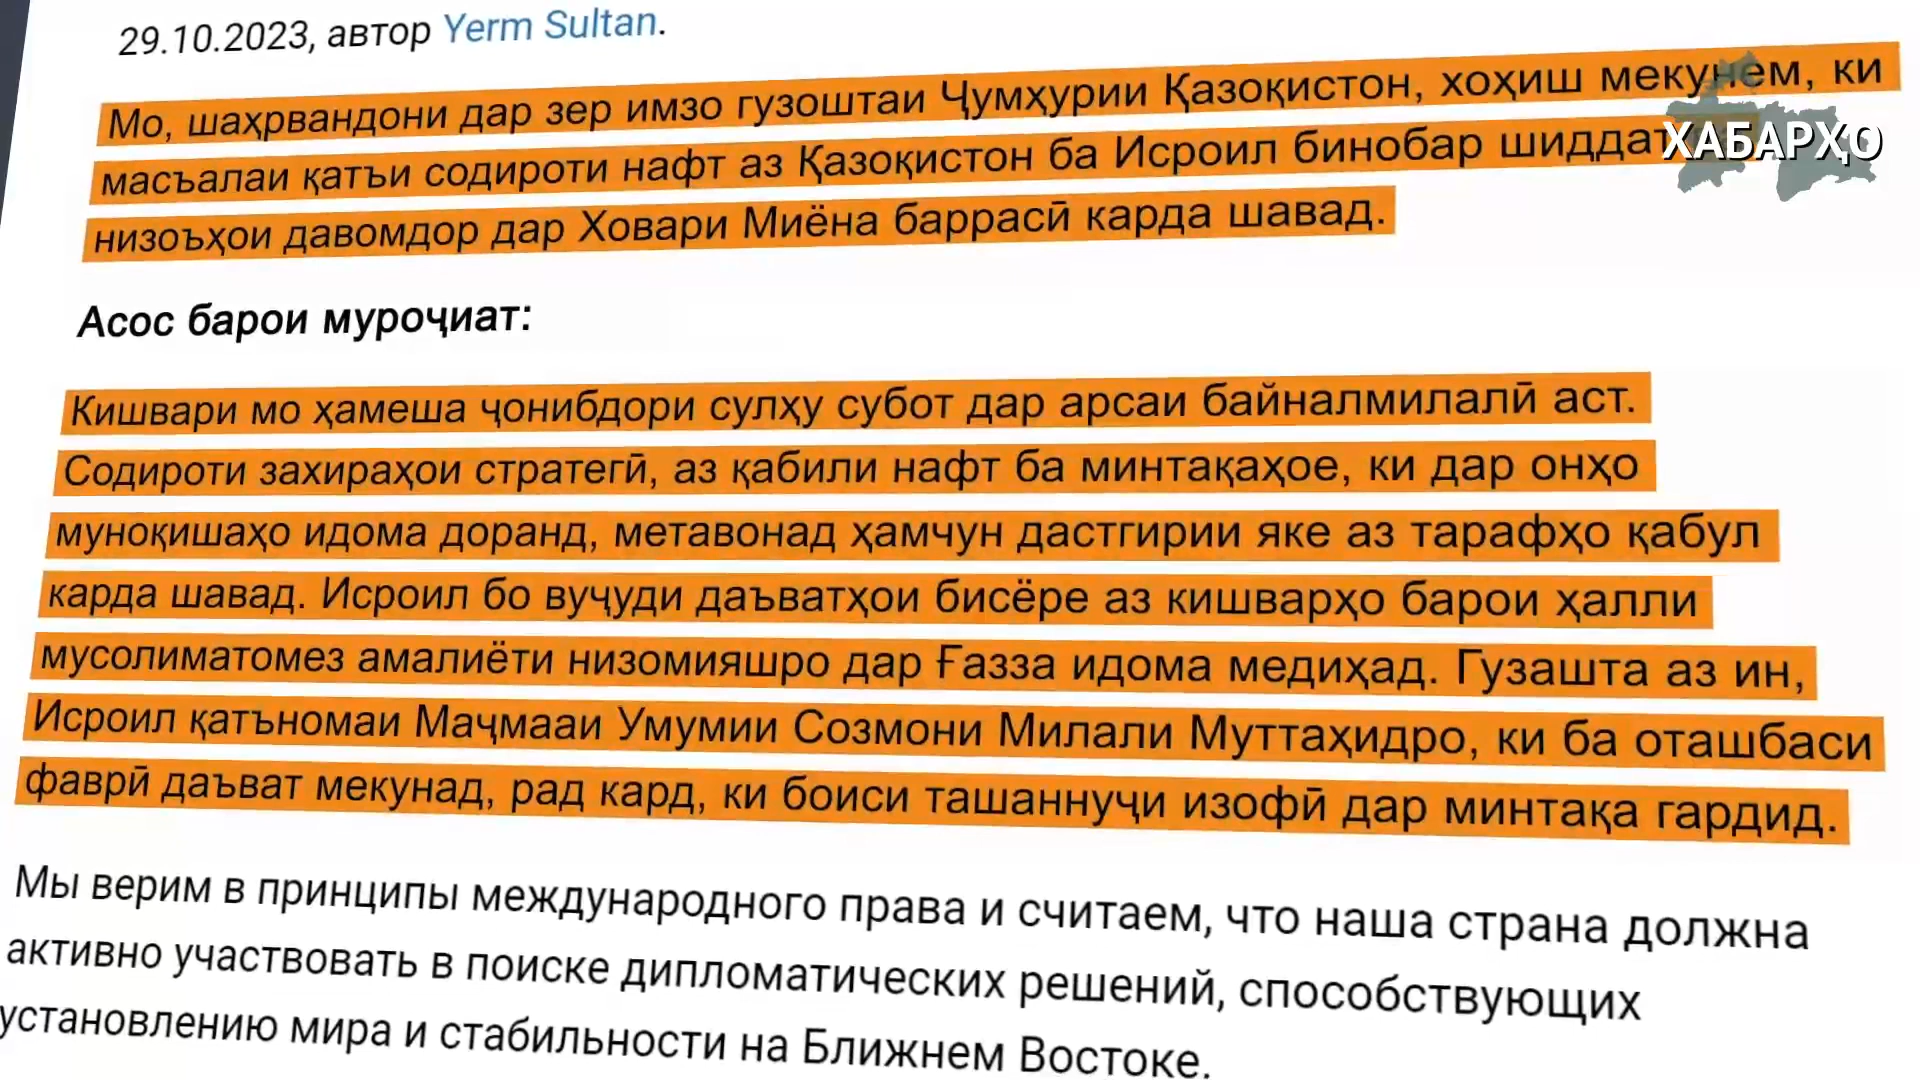 29.10.2023, автор Yerm Sultan.
Мо, шаҳрвандони дар зер имзо гузоштаи Ҷумҳурии Қазоқистон, хоҳиш мекунем, ки
масъалаи қатъи содироти нафт аз Қазоқистон ба Исроил бинобар шиддат
ХАБАРҲО
низоъҳои давомдор дар Ховари Миёна баррасӣ карда шавад.
Асос барои муроҷиат:
Кишвари мо ҳамеша ҷонибдори сулҳу субот дар арсаи байналмилалӣ аст.
Содироти захираҳои стратегӣ, аз қабили нафт ба минтақаҳое, ки дар онҳо
муноқишаҳо идома доранд, метавонад ҳамчун дастгирии яке аз тарафҳо қабул
карда шавад. Исроил бо вуҷуди даъватҳои бисёре аз кишварҳо барои ҳалли
мусолиматомез амалиёти низомияшро дар Ғазза идома медиҳад. Гузашта аз ин,
Исроил қатъномаи Маҷмааи Умумии Созмони Милали Муттаҳидро, ки ба оташбаси
фаврӣ даъват мекунад, рад кард, ки боиси ташаннуҷи изофӣ дар минтақа гардид.
Мы верим в принципы международного права и считаем, что наша страна должна
активно участвовать в поиске дипломатических решений, способствующих
установлению мира и стабильности на Ближнем Востоке.